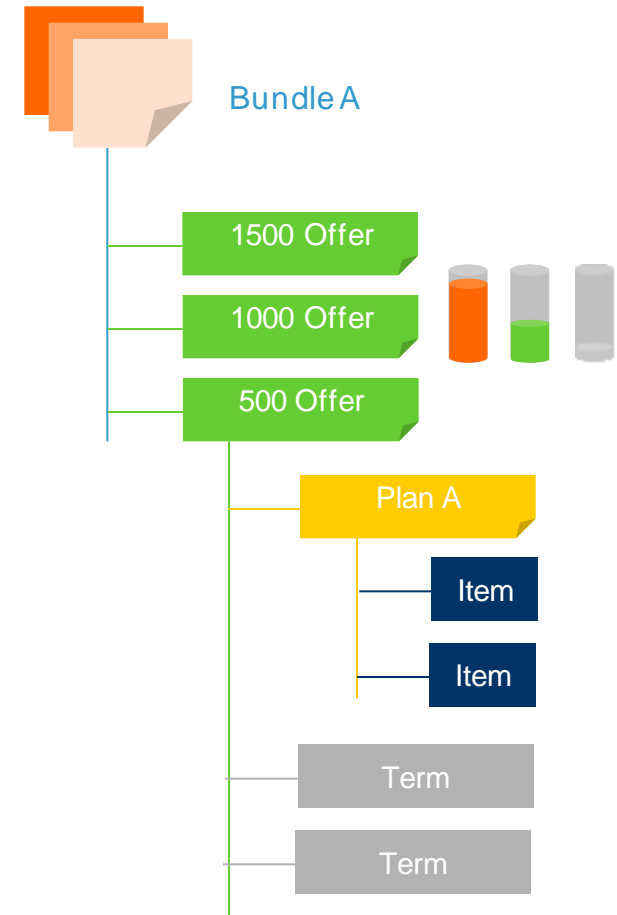 Bundle A
1500 Offer
1000 Offer
500 Offer
Plan A
Item
Item
Term
Term